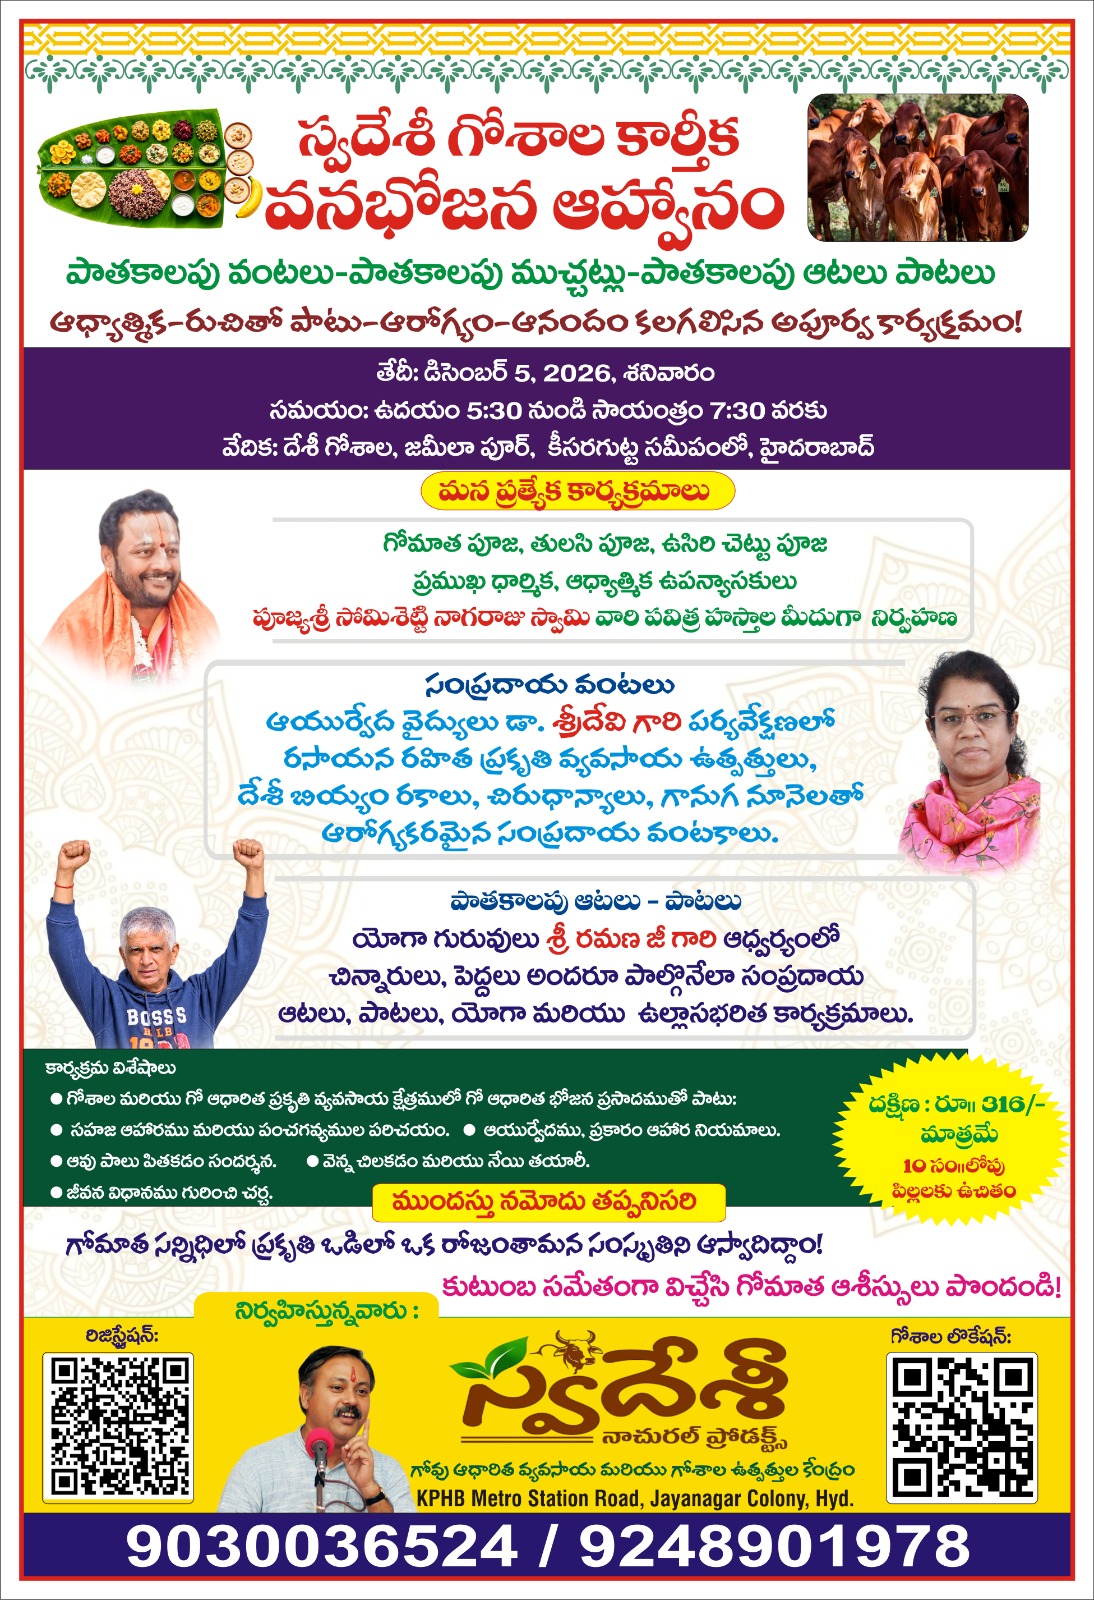 స్వదేశీ గోశాల కార్తీక
వనభోజన ఆహ్వానం
పాతకాలపు వంటలు-పాతకాలపు ముచ్చట్లు-పాతకాలపు ఆటలు పాటలు
ఆధ్యాత్మిక-రుచితో పాటు-ఆరోగ్యం-ఆనందం కలగలిసిన అపూర్వ కార్యక్రమం!
తేదీ: డిసెంబర్ 5, 2026, శనివారం
సమయం: ఉదయం 5:30 నుండి సాయంత్రం 7:30 వరకు
వేదిక: దేశీ గోశాల, జమీలా పూర్, కీసరగుట్ట సమీపంలో, హైదరాబాద్
మన ప్రత్యేక కార్యక్రమాలు
గోమాత పూజ, తులసి పూజ, ఉసిరి చెట్టు పూజ
ప్రముఖ ధార్మిక, ఆధ్యాత్మిక ఉపన్యాసకులు
పూజ్యశ్రీ సోమిశెట్టి నాగరాజు స్వామి వారి పవిత్ర హస్తాల మీదుగా నిర్వహణ
సంప్రదాయ వంటలు
ఆయుర్వేద వైద్యులు డా. శ్రీదేవి గారి పర్యవేక్షణలో
రసాయన రహిత ప్రకృతి వ్యవసాయ ఉత్పత్తులు,
దేశీ బియ్యం రకాలు, చిరుధాన్యాలు, గానుగ నూనెలతో
ఆరోగ్యకరమైన సంప్రదాయ వంటకాలు.
పాతకాలపు ఆటలు - పాటలు
యోగా గురువులు శ్రీ రమణ జీ గారి ఆధ్వర్యంలో
చిన్నారులు, పెద్దలు అందరూ పాల్గొనేలా సంప్రదాయ
ఆటలు, పాటలు, యోగా మరియు ఉల్లాసభరిత కార్యక్రమాలు.
BOSSS
కార్యక్రమ విశేషాలు
● గోశాల మరియు గో ఆధారిత ప్రకృతి వ్యవసాయ క్షేత్రములో గో ఆధారిత భోజన ప్రసాదముతో పాటు:
● సహజ ఆహారము మరియు పంచగవ్యముల పరిచయం. ● ఆయుర్వేదము, ప్రకారం ఆహార నియమాలు.
● ఆవు పాలు పితకడం సందర్శన. ● వెన్న చిలకడం మరియు నేయి తయారీ.
● జీవన విధానము గురించి చర్చ.
దక్షిణ : రూ॥ 316/-
మాత్రమే
10 సం॥లోపు
పిల్లలకు ఉచితం
ముందస్తు నమోదు తప్పనిసరి
గోమాత సన్నిధిలో ప్రకృతి ఒడిలో ఒక రోజంతామన సంస్కృతిని ఆస్వాదిద్దాం!
కుటుంబ సమేతంగా విచ్చేసి గోమాత ఆశీస్సులు పొందండి!
నిర్వహిస్తున్నవారు :
రిజిస్ట్రేషన్:
గోశాల లొకేషన్:
స్వదేశీ
నాచురల్ ప్రోడక్ట్స్
గోవు ఆధారిత వ్యవసాయ మరియు గోశాల ఉత్పత్తుల కేంద్రం
KPHB Metro Station Road, Jayanagar Colony, Hyd.
9030036524 / 9248901978